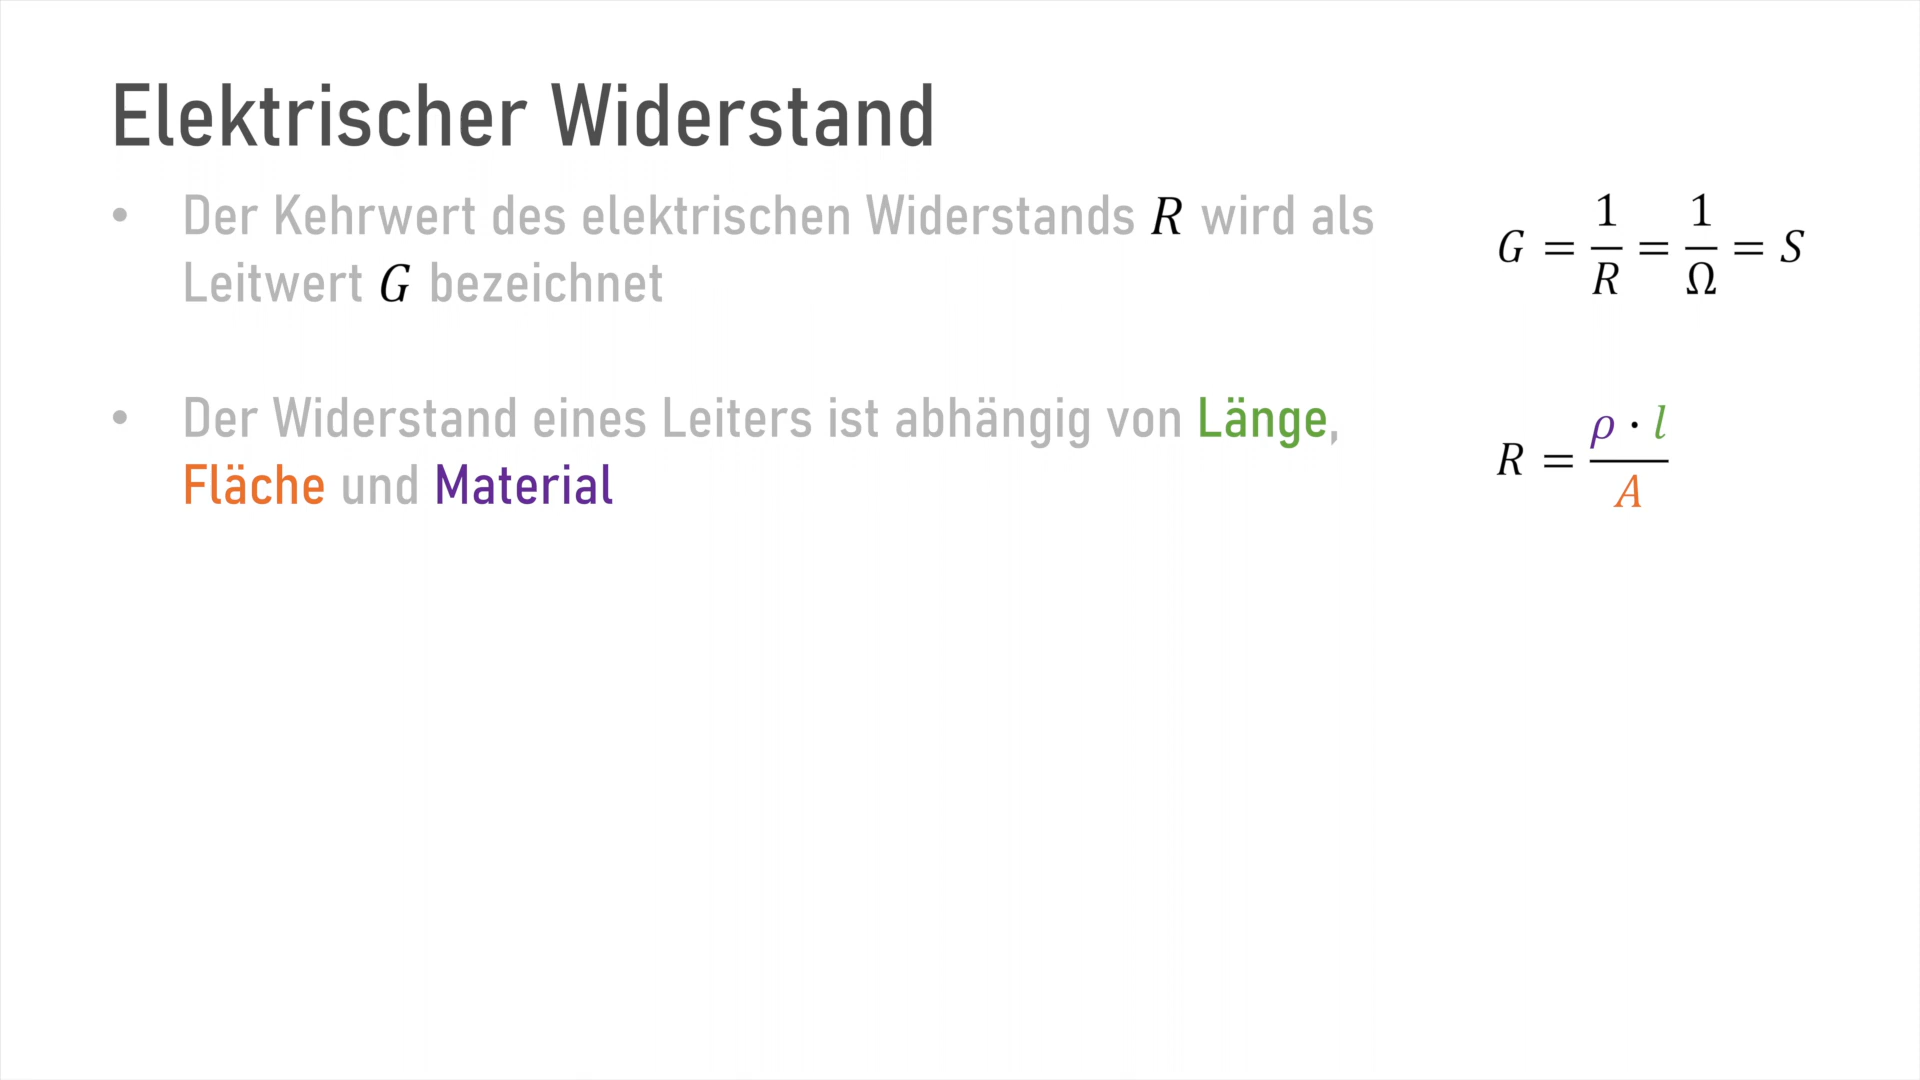 Elektrischer Widerstand
• Der Kehrwert des elektrischen Widerstands R wird als
Leitwert G bezeichnet
G = 1/R = 1/Ω = S
• Der Widerstand eines Leiters ist abhängig von Länge,
Fläche und Material
R = ρ · l / A